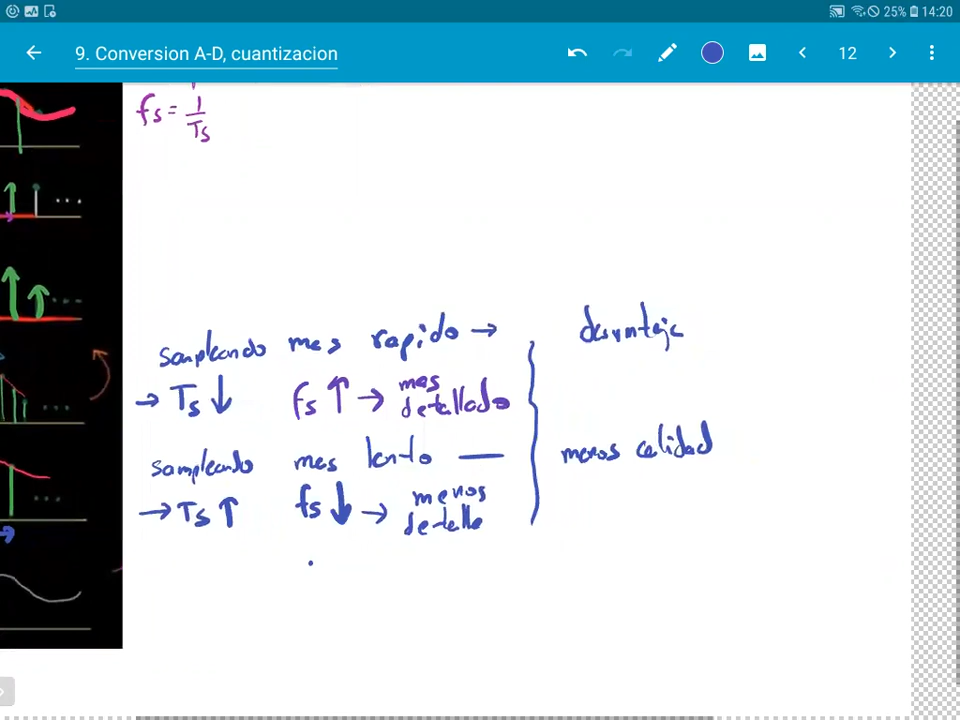 25% 14:20
9. Conversion A-D, cuantizacion
12
fs = 1/Ts
sampleando mas rapido →
desventaja
→ Ts ↓ fs ↑ → mas detallado
sampleando mas lento —
menos calidad
→ Ts ↑ fs ↓ → menos detalle